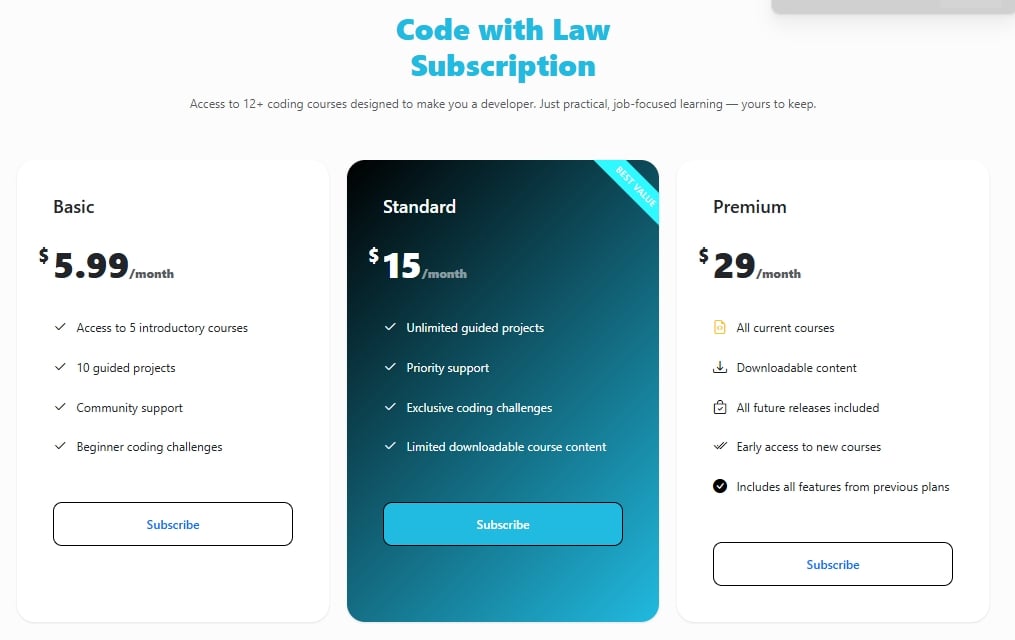 Code with Law
Subscription
Access to 12+ coding courses designed to make you a developer. Just practical, job-focused learning — yours to keep.
Basic
$5.99/month
Access to 5 introductory courses
10 guided projects
Community support
Beginner coding challenges
Subscribe
BEST VALUE
Standard
$15/month
Unlimited guided projects
Priority support
Exclusive coding challenges
Limited downloadable course content
Subscribe
Premium
$29/month
All current courses
Downloadable content
All future releases included
Early access to new courses
Includes all features from previous plans
Subscribe